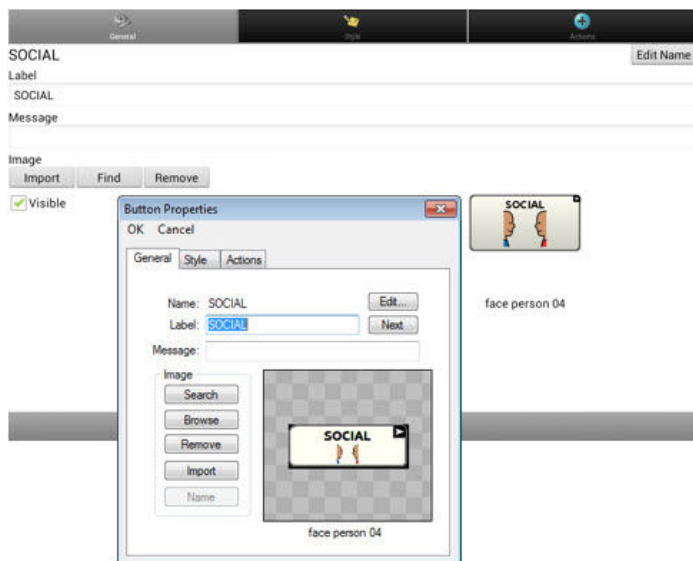 General
Style
Actions
SOCIAL
Edit Name
Label
SOCIAL
Message
Image
Import Find Remove
Visible
SOCIAL
face person 04
Button Properties
OK Cancel
General Style Actions
Name: SOCIAL Edit...
Label: SOCIAL Next
Message:
Image
Search
Browse
Remove
Import
Name
SOCIAL
face person 04